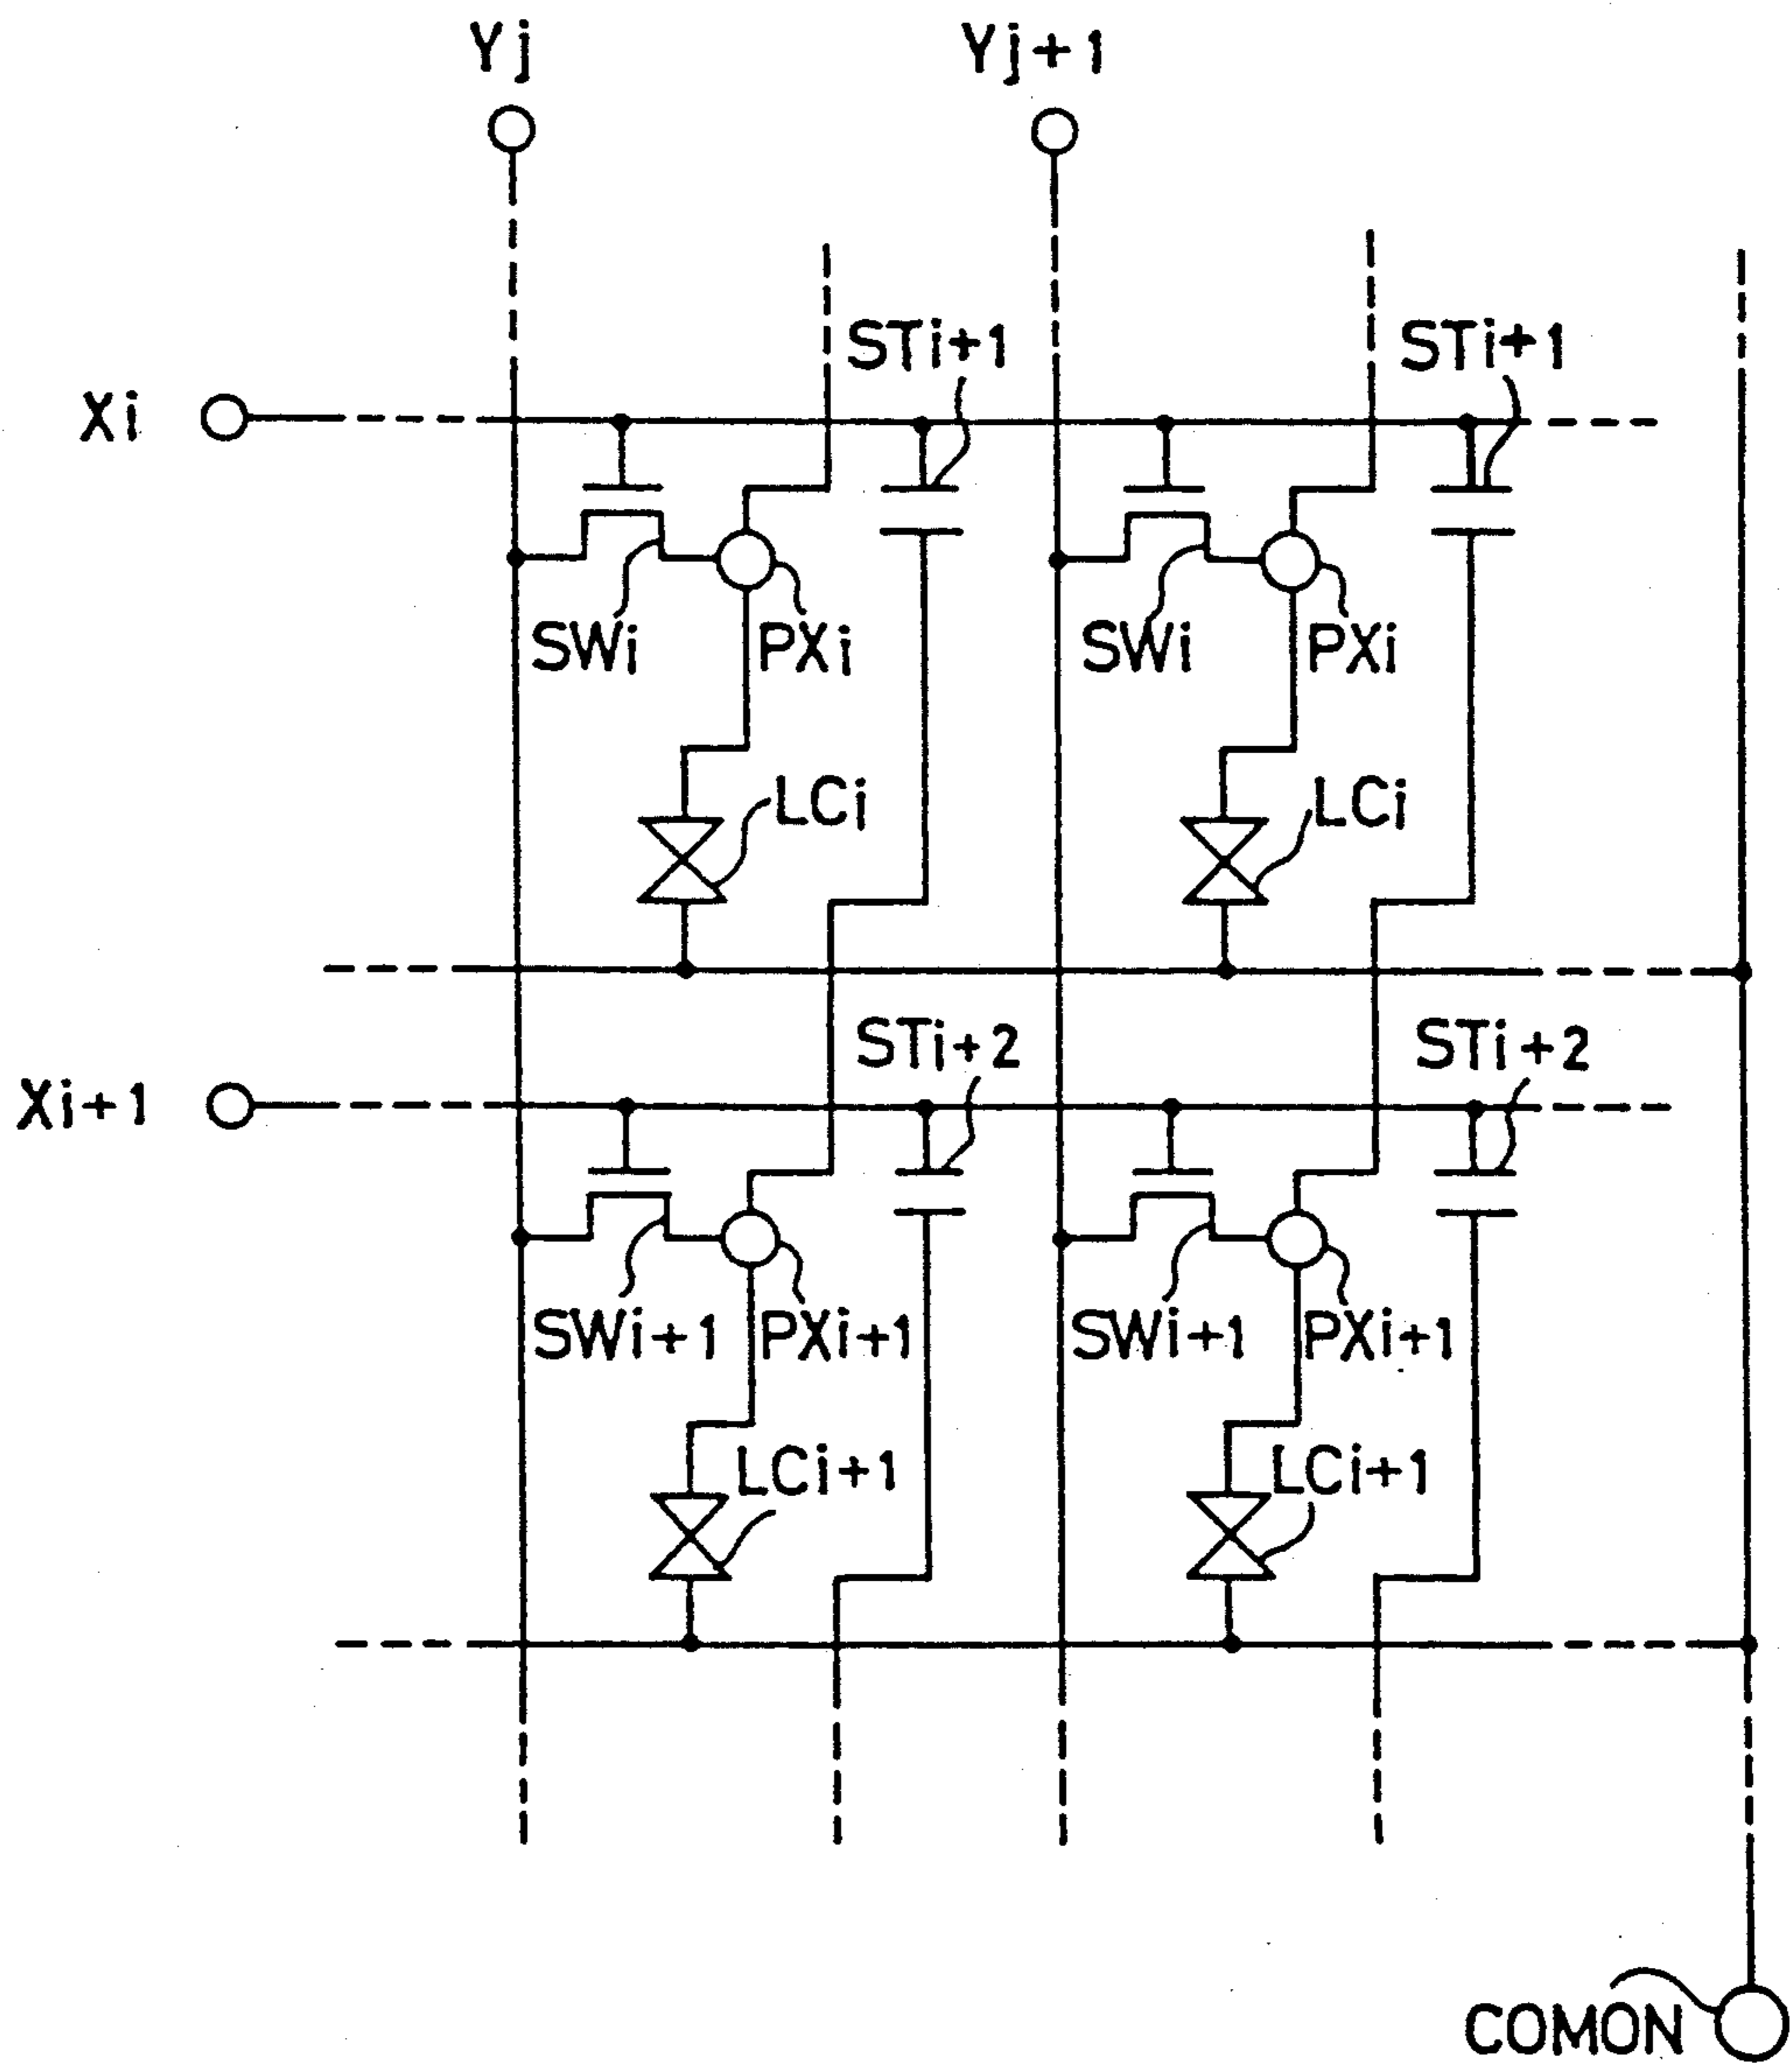 Yj
Yj+1
STi+1
STi+1
Xi
SWi
PXi
SWi
PXi
LCi
LCi
STi+2
STi+2
Xi+1
SWi+1
PXi+1
SWi+1
PXi+1
LCi+1
LCi+1
COMON